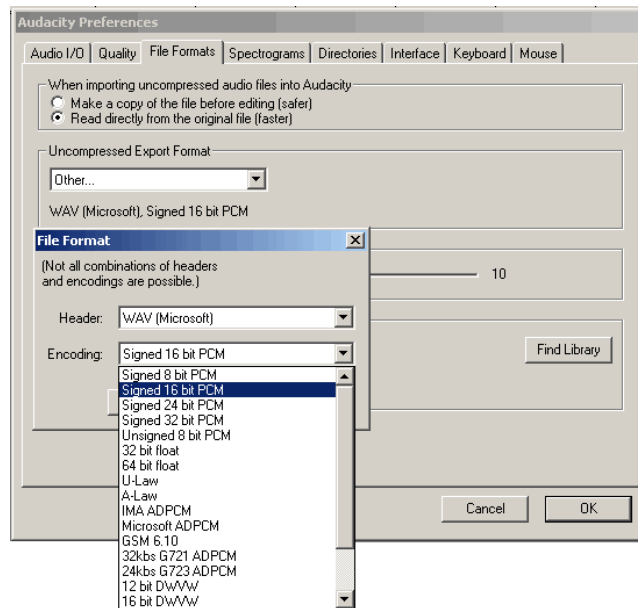 Audacity Preferences
Audio I/O Quality File Formats Spectrograms Directories Interface Keyboard Mouse
When importing uncompressed audio files into Audacity
Make a copy of the file before editing (safer)
Read directly from the original file (faster)
Uncompressed Export Format
Other...
WAV (Microsoft), Signed 16 bit PCM
File Format
(Not all combinations of headers
and encodings are possible.)
10
Header: WAV (Microsoft)
Encoding: Signed 16 bit PCM
Find Library
Signed 8 bit PCM
Signed 16 bit PCM
Signed 24 bit PCM
Signed 32 bit PCM
Unsigned 8 bit PCM
32 bit float
64 bit float
U-Law
A-Law
IMA ADPCM
Microsoft ADPCM
GSM 6.10
32kbs G721 ADPCM
24kbs G723 ADPCM
12 bit DWVW
16 bit DWVW
Cancel OK